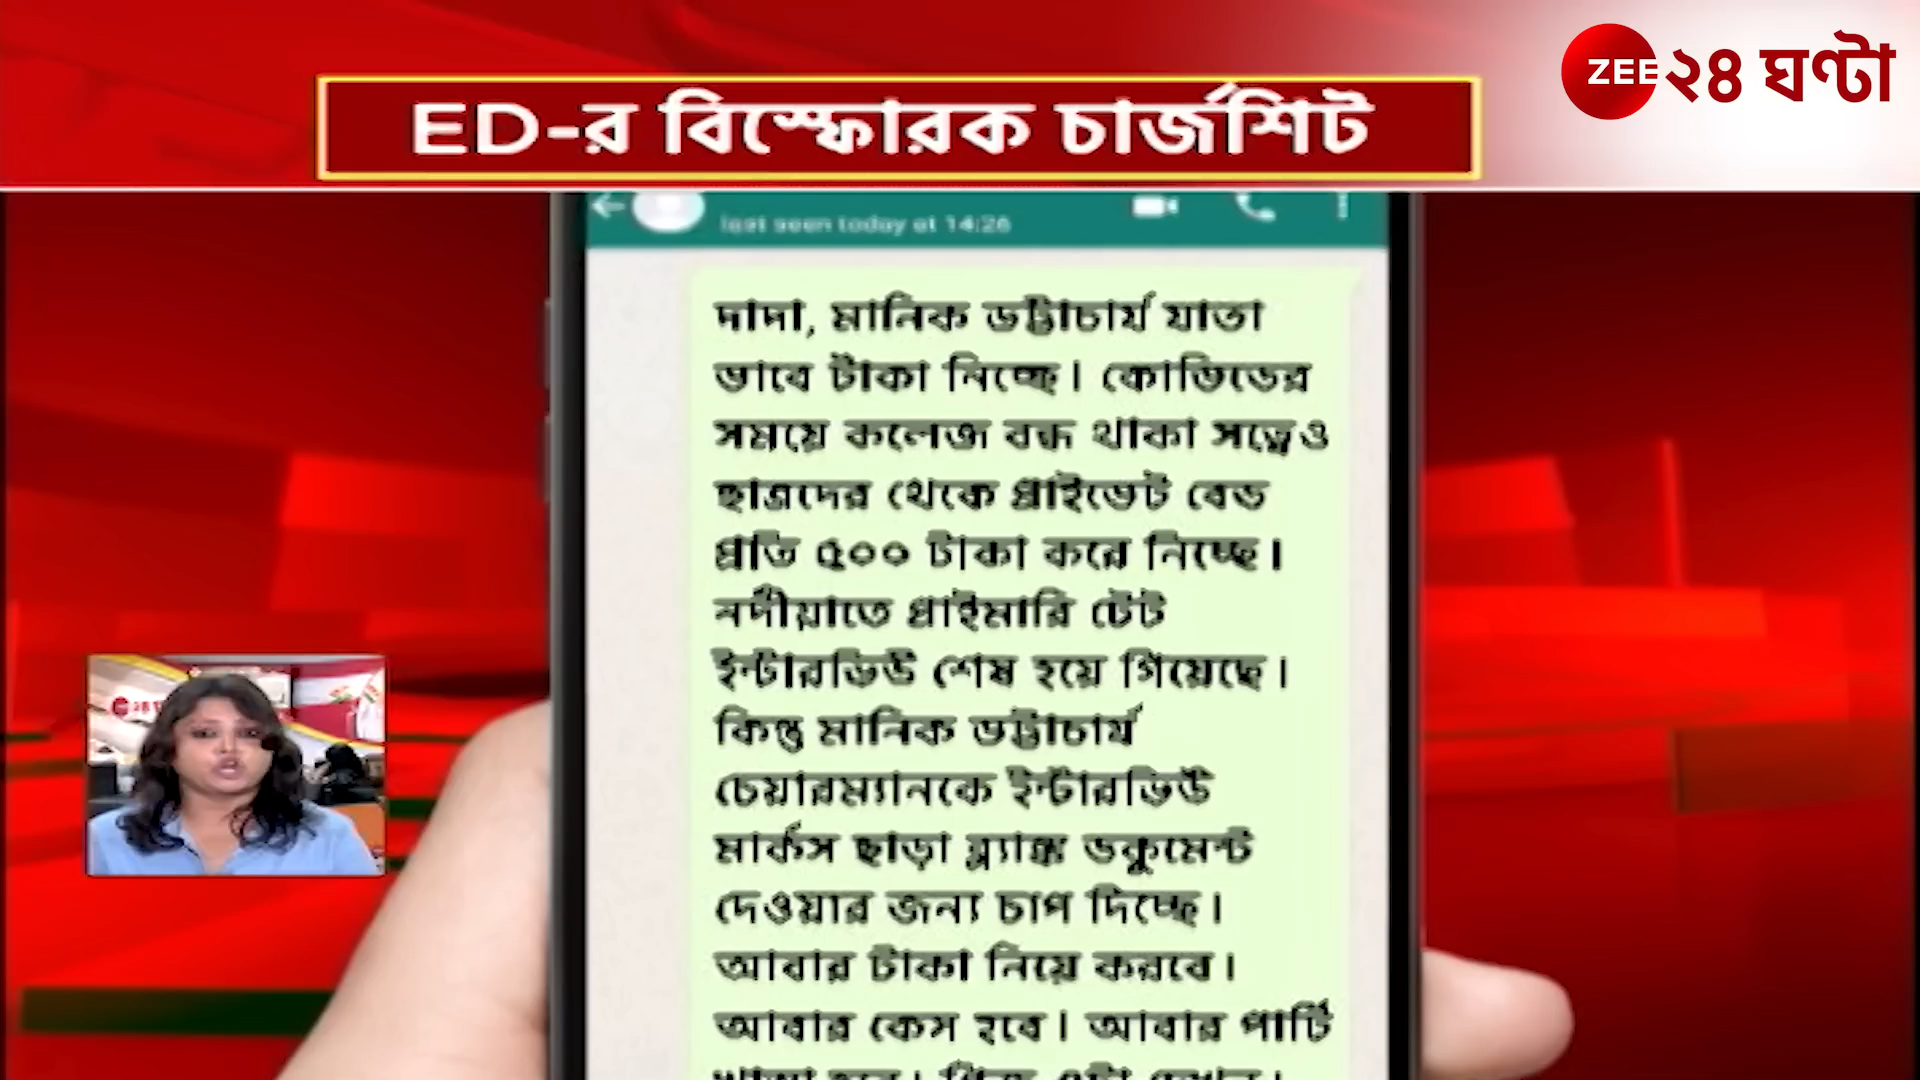 ZEE ২৪ ঘণ্টা
ED-র বিস্ফোরক চার্জশিট
last seen today at 14:26
দাদা, মানিক ভট্টাচার্য যাতা
ভাবে টাকা নিচ্ছে। কোভিডের
সময়ে কলেজ বন্ধ থাকা সত্ত্বেও
ছাত্রদের থেকে প্রাইভেট বেড
প্রতি ৫০০ টাকা করে নিচ্ছে।
নদীয়াতে প্রাইমারি টেট
ইন্টারভিউ শেষ হয়ে গিয়েছে।
কিন্তু মানিক ভট্টাচার্য
চেয়ারম্যানকে ইন্টারভিউ
মার্কস ছাড়া ব্ল্যাঙ্ক ডকুমেন্ট
দেওয়ার জন্য চাপ দিচ্ছে।
আবার টাকা নিয়ে করবে।
আবার কেস হবে। আবার পার্টি